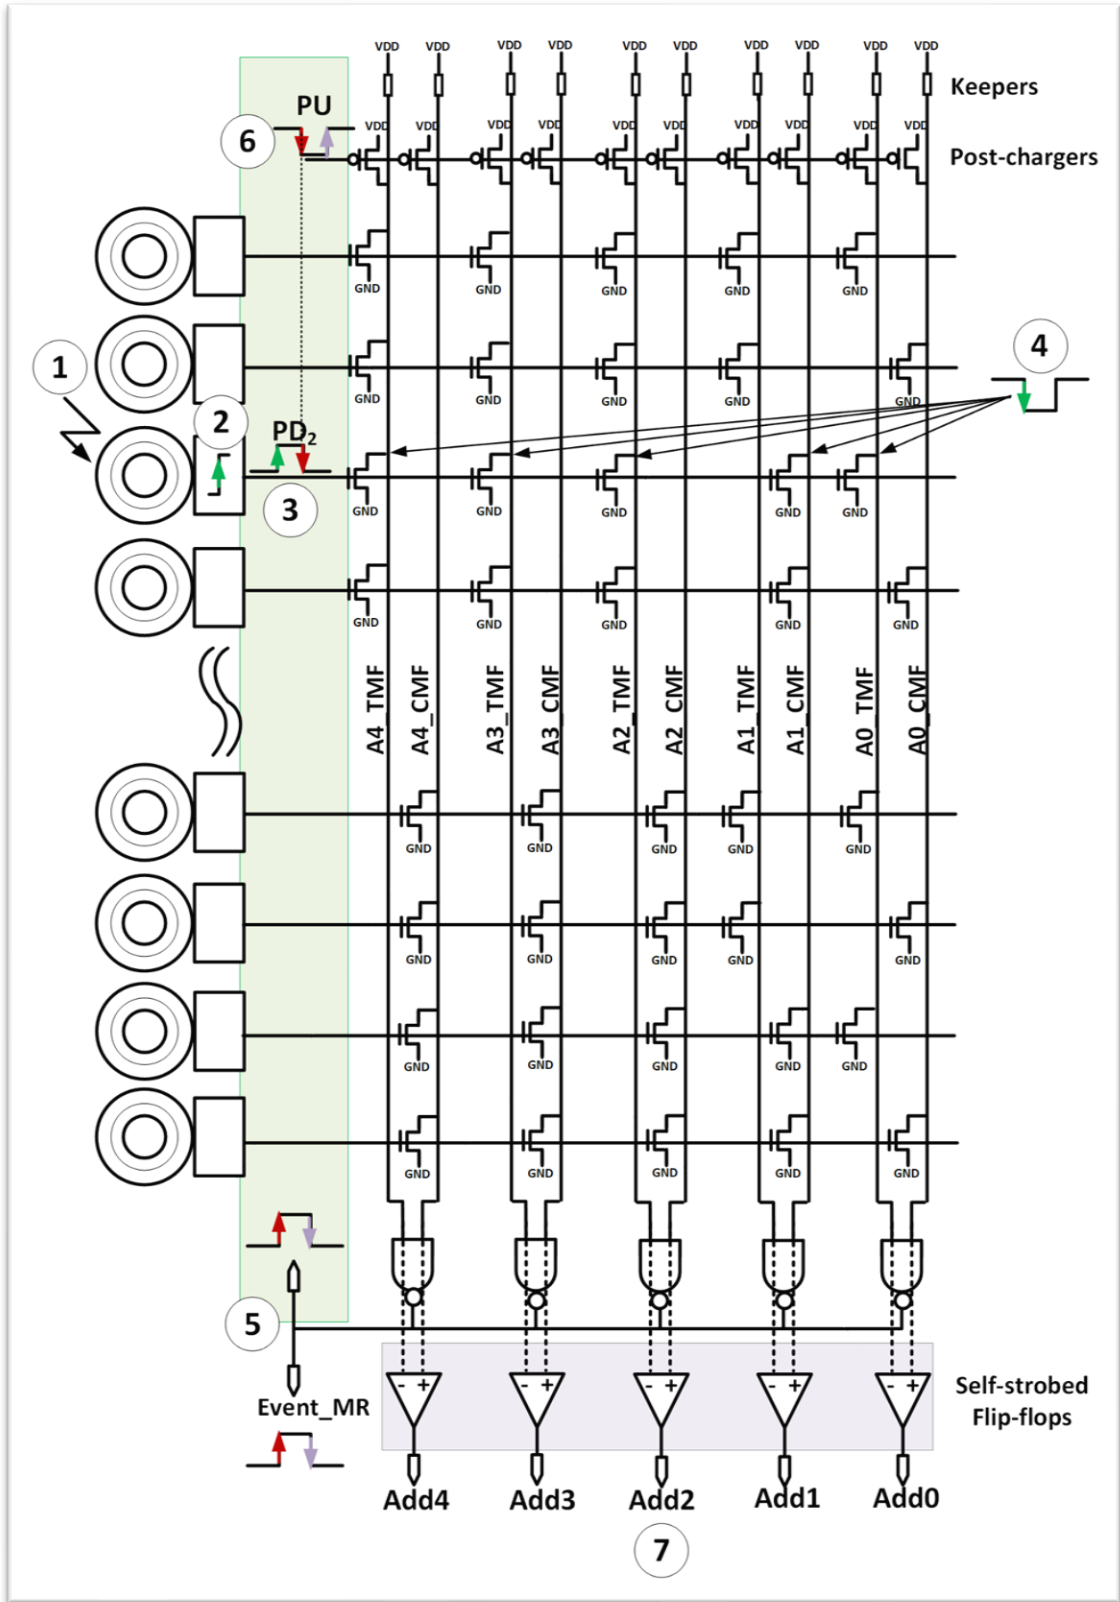 VDD VDD VDD VDD VDD VDD VDD VDD VDD VDD
Keepers
PU
6
VDD VDD VDD VDD VDD VDD VDD VDD VDD VDD
Post-chargers
GND GND GND GND GND
4
1
GND GND GND GND GND
2
PD2
3
GND GND GND GND GND
GND GND GND GND GND
A4_TMF
A4_CMF
A3_TMF
A3_CMF
A2_TMF
A2_CMF
A1_TMF
A1_CMF
A0_TMF
A0_CMF
GND GND GND GND GND
GND GND GND GND GND
GND GND GND GND GND
GND GND GND GND GND
5
- + - + - + - + - +
Self-strobed
Flip-flops
Event_MR
Add4 Add3 Add2 Add1 Add0
7